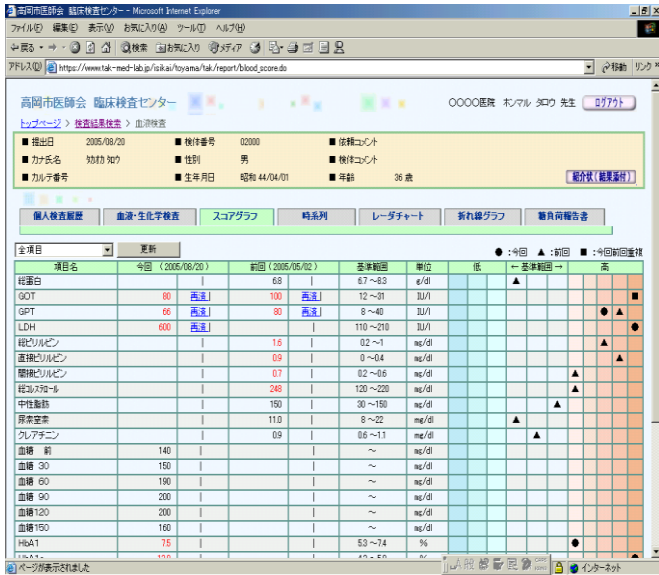 高岡市医師会 臨床検査センター - Microsoft Internet Explorer
ファイル(F) 編集(E) 表示(V) お気に入り(A) ツール(T) ヘルプ(H)
戻る 検索 お気に入り メディア
アドレス(D) https://www.tak-med-lab.jp/isikai/toyama/tak/report/blood_score.do 移動 リンク
高岡市医師会 臨床検査センター OOOO医院 ホンマル タロウ 先生 ログアウト
トップページ > 検査結果検索 > 血液検査
■ 提出日 2005/08/20 ■ 検体番号 02000 ■ 依頼コメント
■ カナ氏名 ■ 性別 男 ■ 検体コメント
■ カルテ番号 ■ 生年月日 昭和 44/04/01 ■ 年齢 36 歳 紹介状(結果添付)
個人検査履歴 血液・生化学検査 スコアグラフ 時系列 レーダチャート 折れ線グラフ 糖負荷報告書
全項目 更新 ● :今回 ▲ :前回 ■ :今回前回重複
項目名 今回 (2005/08/20) 前回 (2005/05/02) 基準範囲 単位 低 ← 基準範囲 → 高
総蛋白 | 6.8 | 6.7 ～8.3 g/dl ▲
GOT 80 再済 | 100 再済 | 12 ～31 IU/l ■
GPT 66 再済 | 80 再済 | 8 ～40 IU/l ● ▲
LDH 600 再済 | | 110 ～210 IU/l ●
総ビリルビン | 1.6 | 0.2 ～1 mg/dl ▲
直接ビリルビン | 0.9 | 0 ～0.4 mg/dl ▲
間接ビリルビン | 0.7 | 0.2 ～0.6 mg/dl ▲
総コレステロール | 248 | 120 ～220 mg/dl ▲
中性脂肪 | 150 | 30 ～150 mg/dl ▲
尿素窒素 | 11.0 | 8 ～22 mg/dl ▲
クレアチニン | 0.9 | 0.6 ～1.1 mg/dl ▲
血糖 前 140 | | ～ mg/dl
血糖 30 150 | | ～ mg/dl
血糖 60 190 | | ～ mg/dl
血糖 90 200 | | ～ mg/dl
血糖120 200 | | ～ mg/dl
血糖150 160 | | ～ mg/dl
HbA1 7.5 | | 5.3 ～7.4 % ●
ページが表示されました A 般 インターネット